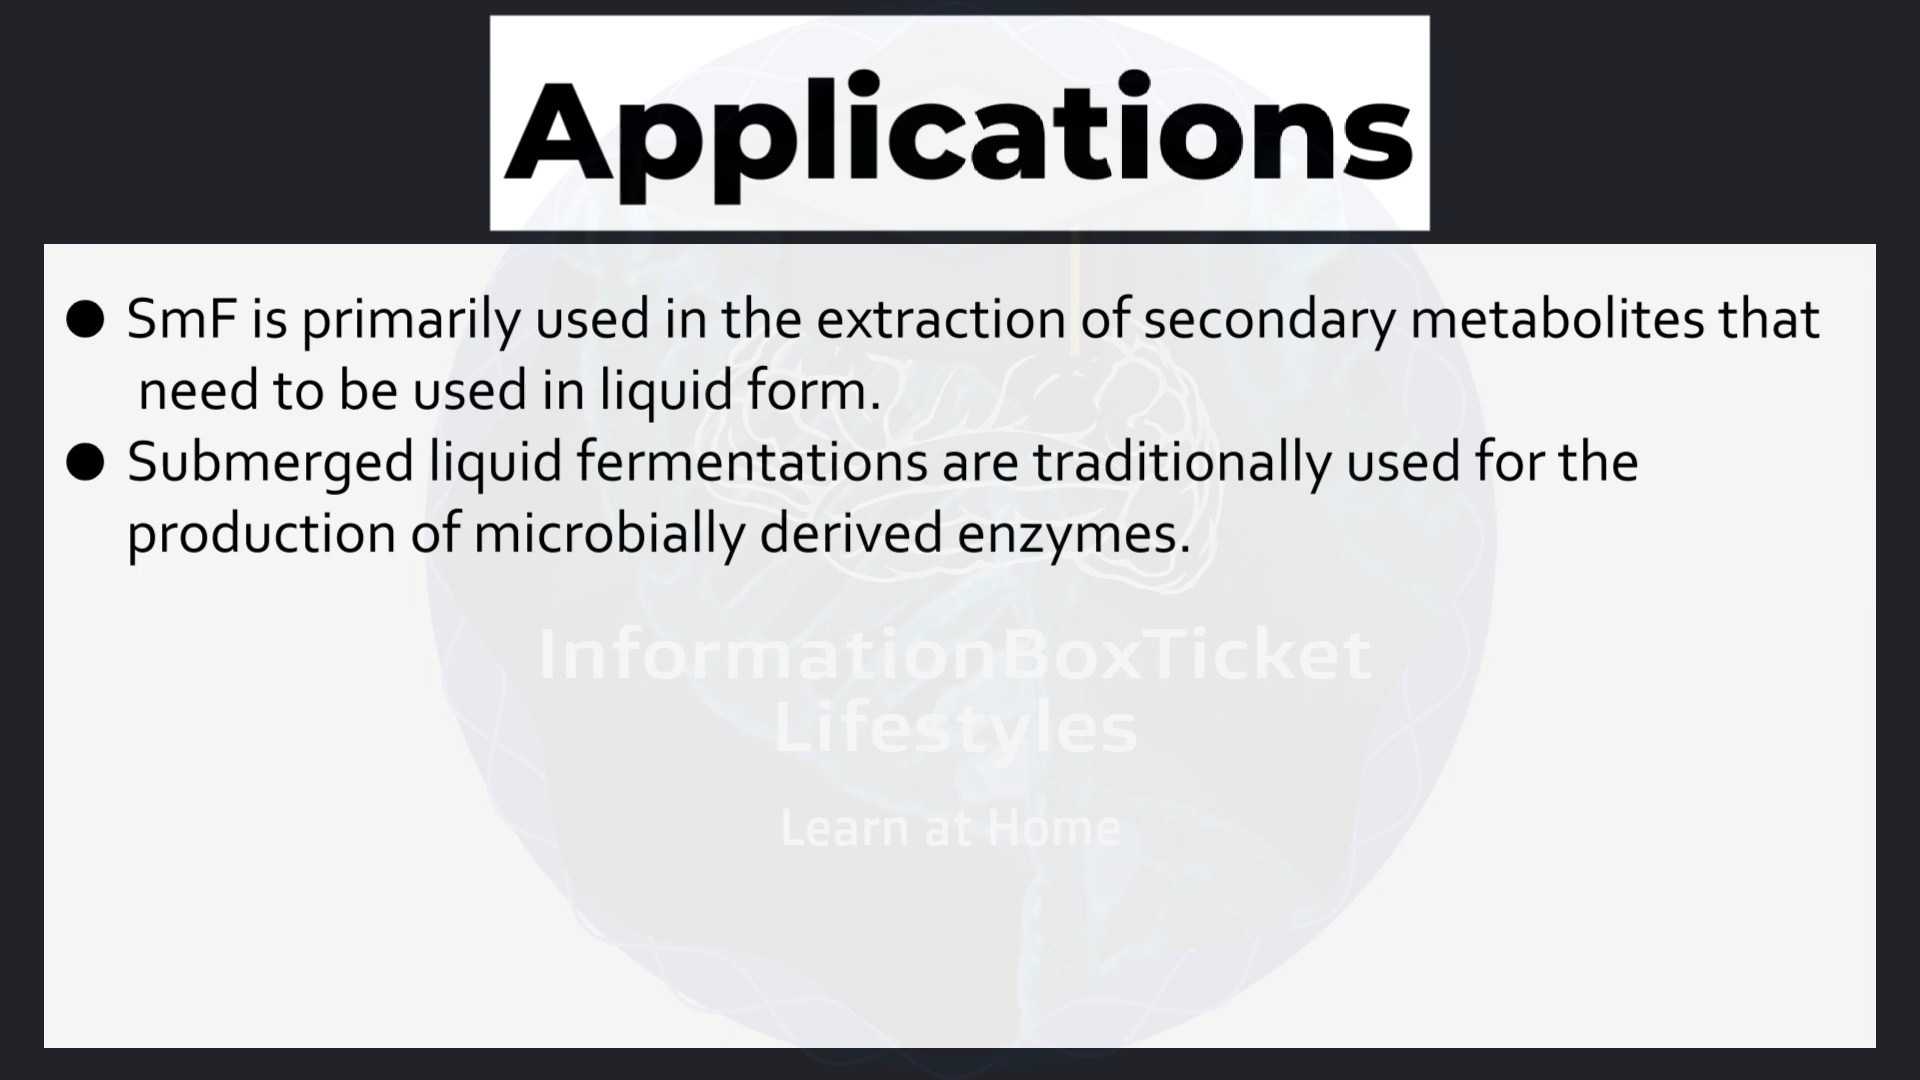 Applications
● SmF is primarily used in the extraction of secondary metabolites that
need to be used in liquid form.
● Submerged liquid fermentations are traditionally used for the
production of microbially derived enzymes.
InformationBoxTicket
Lifestyles
Learn at Home